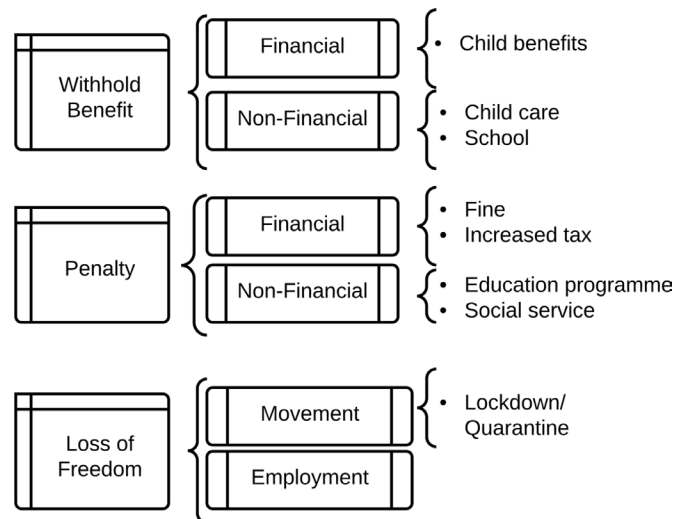 Withhold
Benefit
Financial
• Child benefits
Non-Financial
• Child care
• School
Penalty
Financial
• Fine
• Increased tax
Non-Financial
• Education programme
• Social service
Loss of
Freedom
Movement
• Lockdown/
Quarantine
Employment